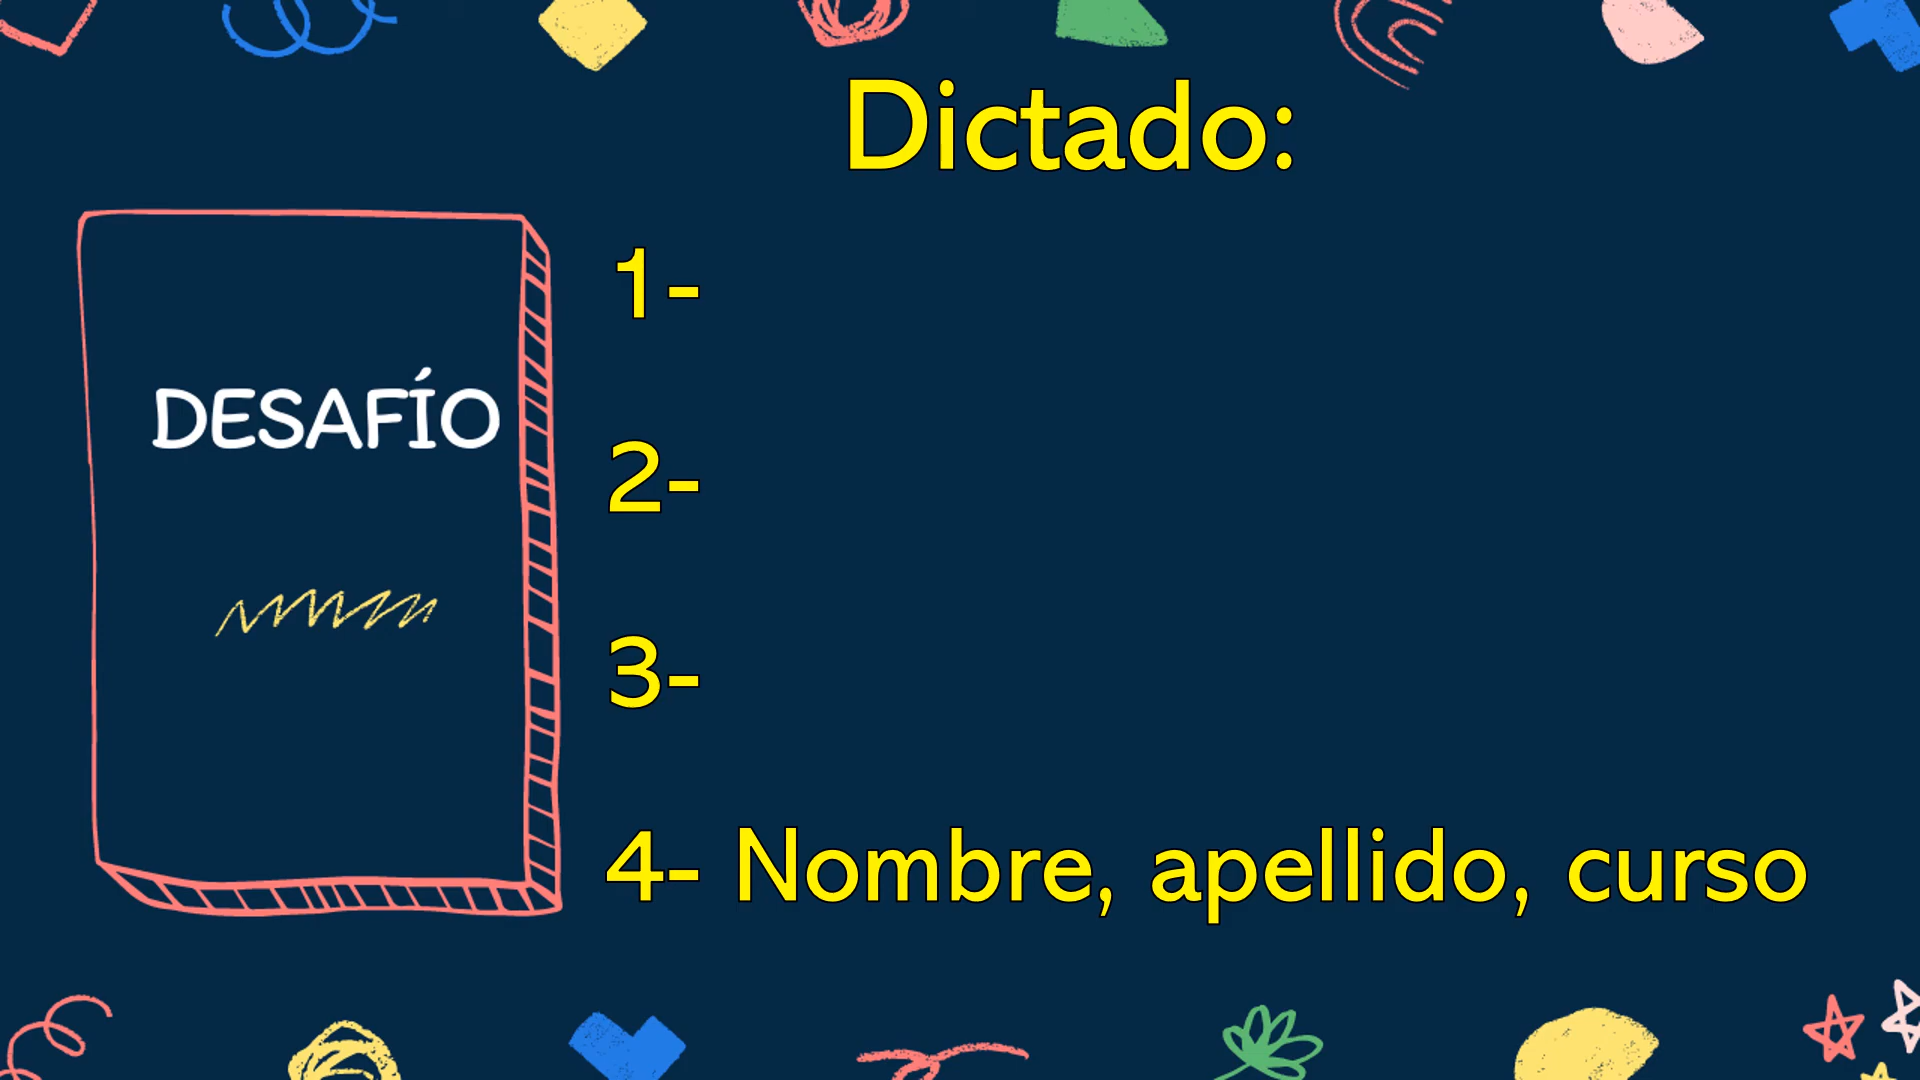 Dictado:
DESAFÍO
1-
2-
3-
4- Nombre, apellido, curso